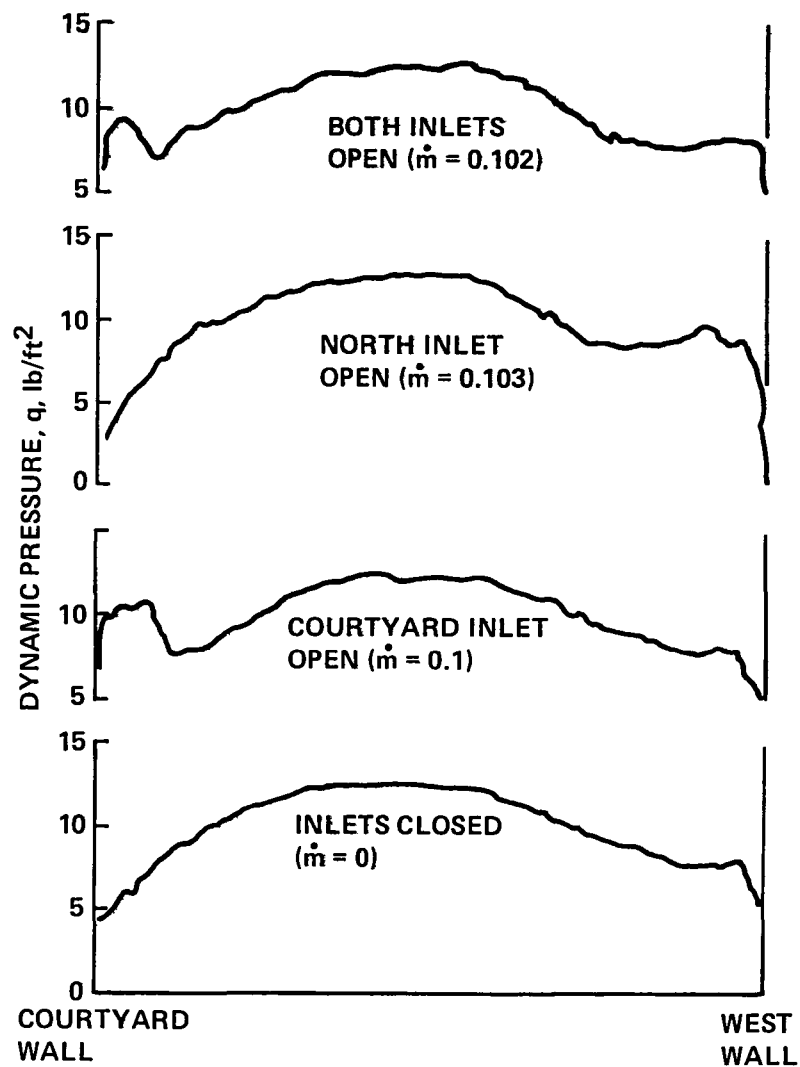 DYNAMIC PRESSURE, q, lb/ft²
15
10
5
BOTH INLETS
OPEN (ṁ = 0.102)
15
10
5
0
NORTH INLET
OPEN (ṁ = 0.103)
10
5
COURTYARD INLET
OPEN (ṁ = 0.1)
15
10
5
0
INLETS CLOSED
(ṁ = 0)
COURTYARD
WALL
WEST
WALL